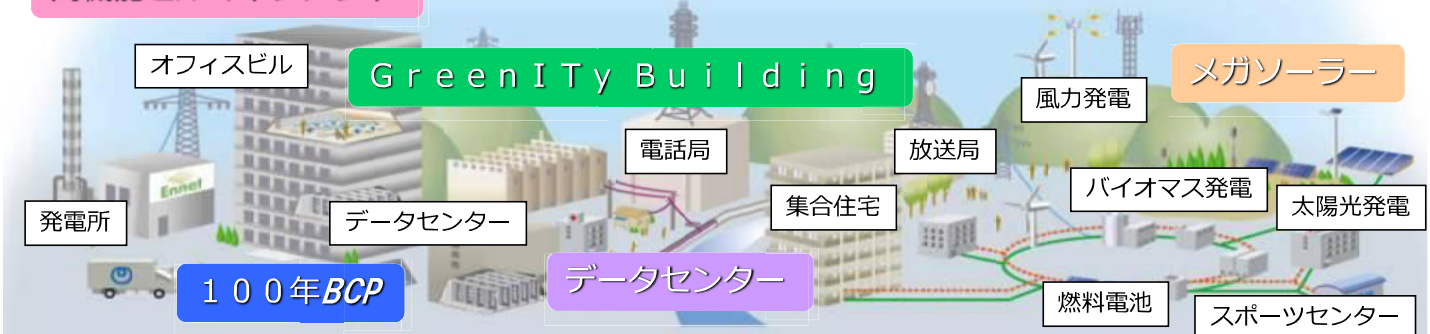 オフィスビル
ＧｒｅｅｎＩＴｙ Ｂｕｉｌｄｉｎｇ
メガソーラー
風力発電
電話局
放送局
Ennet
バイオマス発電
集合住宅
太陽光発電
発電所
データセンター
１００年BCP
データセンター
燃料電池
スポーツセンター